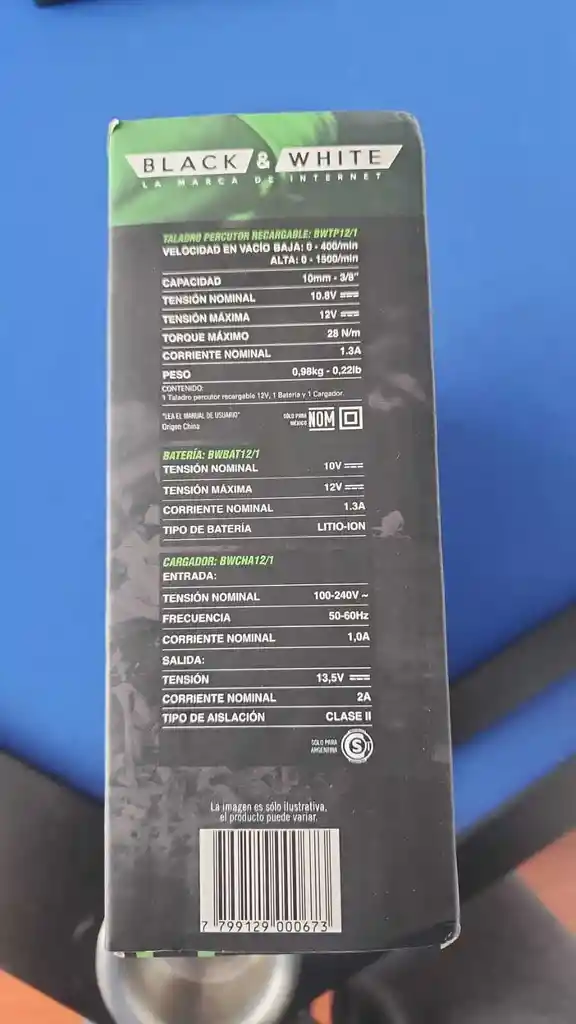 BLACK & WHITE
LA MARCA DE INTERNET
TALADRO PERCUTOR RECARGABLE: BWTP12/1
VELOCIDAD EN VACÍO BAJA: 0 - 400/min
ALTA: 0 - 1500/min
CAPACIDAD 10mm - 3/8"
TENSIÓN NOMINAL 10.8V
TENSIÓN MÁXIMA 12V
TORQUE MÁXIMO 28 N/m
CORRIENTE NOMINAL 1.3A
PESO 0,98kg - 0,22lb
CONTENIDO:
1 Taladro percutor recargable 12V, 1 Batería y 1 Cargador.
"LEA EL MANUAL DE USUARIO"
Origen China
SÓLO PARA MÉXICO NOM
BATERÍA: BWBAT12/1
TENSIÓN NOMINAL 10V
TENSIÓN MÁXIMA 12V
CORRIENTE NOMINAL 1.3A
TIPO DE BATERÍA LITIO-ION
CARGADOR: BWCHA12/1
ENTRADA:
TENSIÓN NOMINAL 100-240V ~
FRECUENCIA 50-60Hz
CORRIENTE NOMINAL 1,0A
SALIDA:
TENSIÓN 13,5V
CORRIENTE NOMINAL 2A
TIPO DE AISLACIÓN CLASE II
SOLO PARA ARGENTINA S
La imagen es sólo ilustrativa,
el producto puede variar.
7 799129 000673